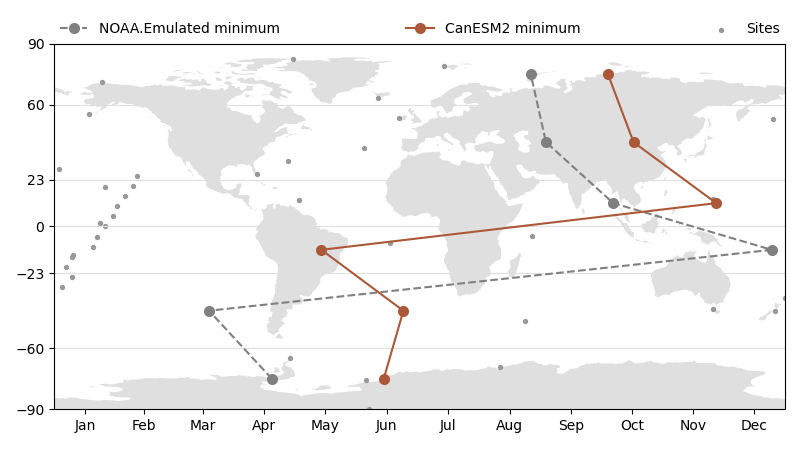 NOAA.Emulated minimum
CanESM2 minimum
Sites
90
60
23
0
−23
−60
−90
Jan Feb Mar Apr May Jun Jul Aug Sep Oct Nov Dec